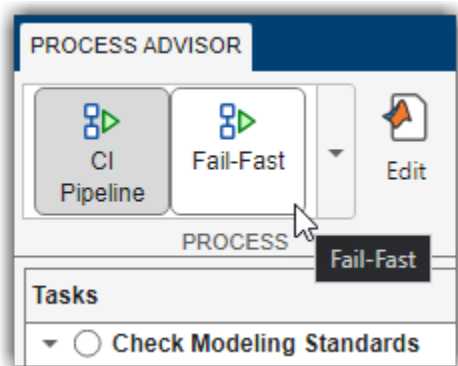 PROCESS ADVISOR
CI
Pipeline
Fail-Fast
Edit
PROCESS
Fail-Fast
Tasks
Check Modeling Standards